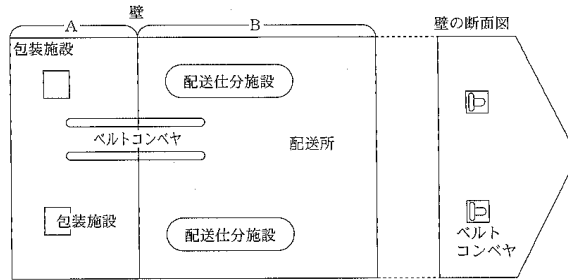 壁
A
B
壁の断面図
包装施設
配送仕分施設
ベルトコンベヤ
配送所
包装施設
配送仕分施設
ベルト
コンベヤ